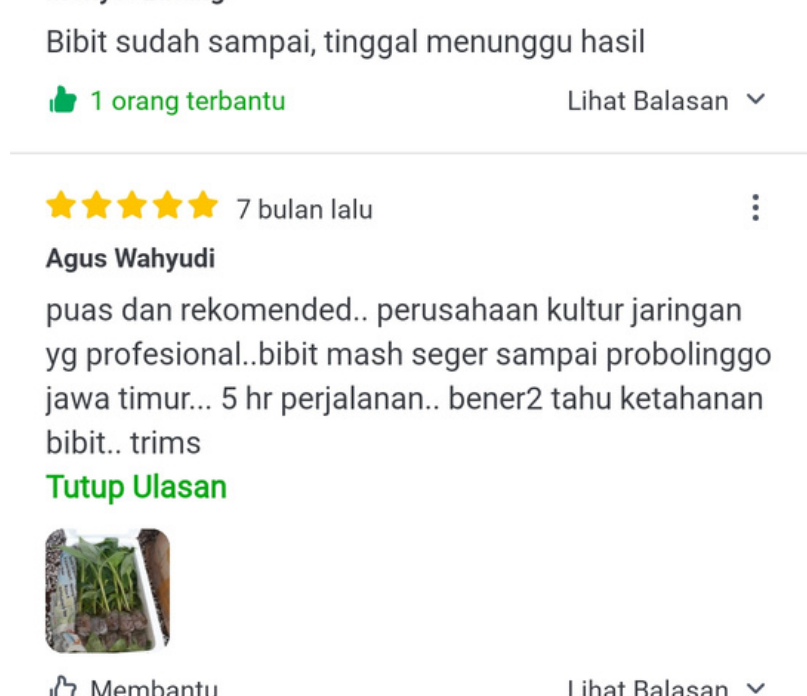 Bibit sudah sampai, tinggal menunggu hasil
1 orang terbantu
Lihat Balasan
7 bulan lalu
Agus Wahyudi
puas dan rekomended.. perusahaan kultur jaringan
yg profesional..bibit mash seger sampai probolinggo
jawa timur... 5 hr perjalanan.. bener2 tahu ketahanan
bibit.. trims
Tutup Ulasan
Membantu
Lihat Balasan